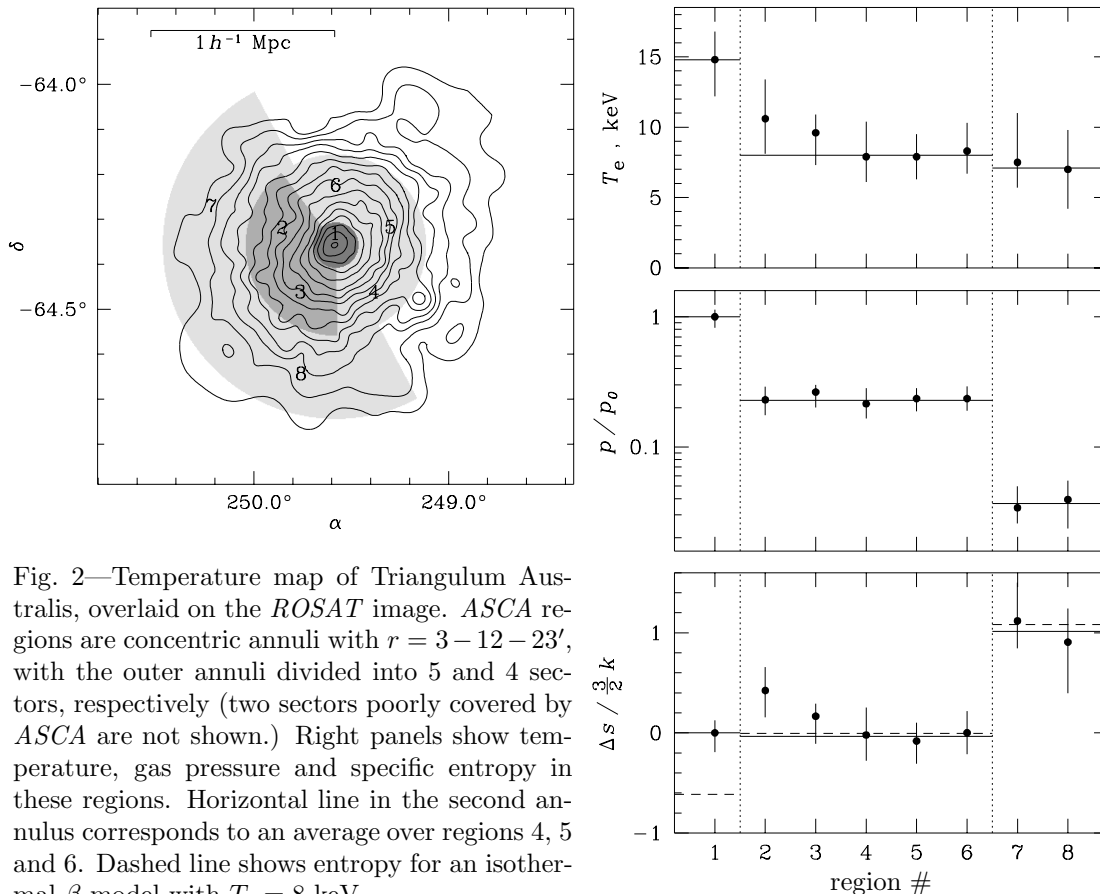 1 h⁻¹ Mpc
−64.0°
−64.5°
δ
1
2
3
4
5
6
7
8
250.0°
249.0°
α
T_e , keV
15
10
5
0
p / p₀
1
0.1
Δs / 3/2 k
1
0
−1
1 2 3 4 5 6 7 8
region #
Fig. 2—Temperature map of Triangulum Aus-
tralis, overlaid on the ROSAT image. ASCA re-
gions are concentric annuli with r = 3 − 12 − 23′,
with the outer annuli divided into 5 and 4 sec-
tors, respectively (two sectors poorly covered by
ASCA are not shown.) Right panels show tem-
perature, gas pressure and specific entropy in
these regions. Horizontal line in the second an-
nulus corresponds to an average over regions 4, 5
and 6. Dashed line shows entropy for an isother-
mal β-model with T = 8 keV